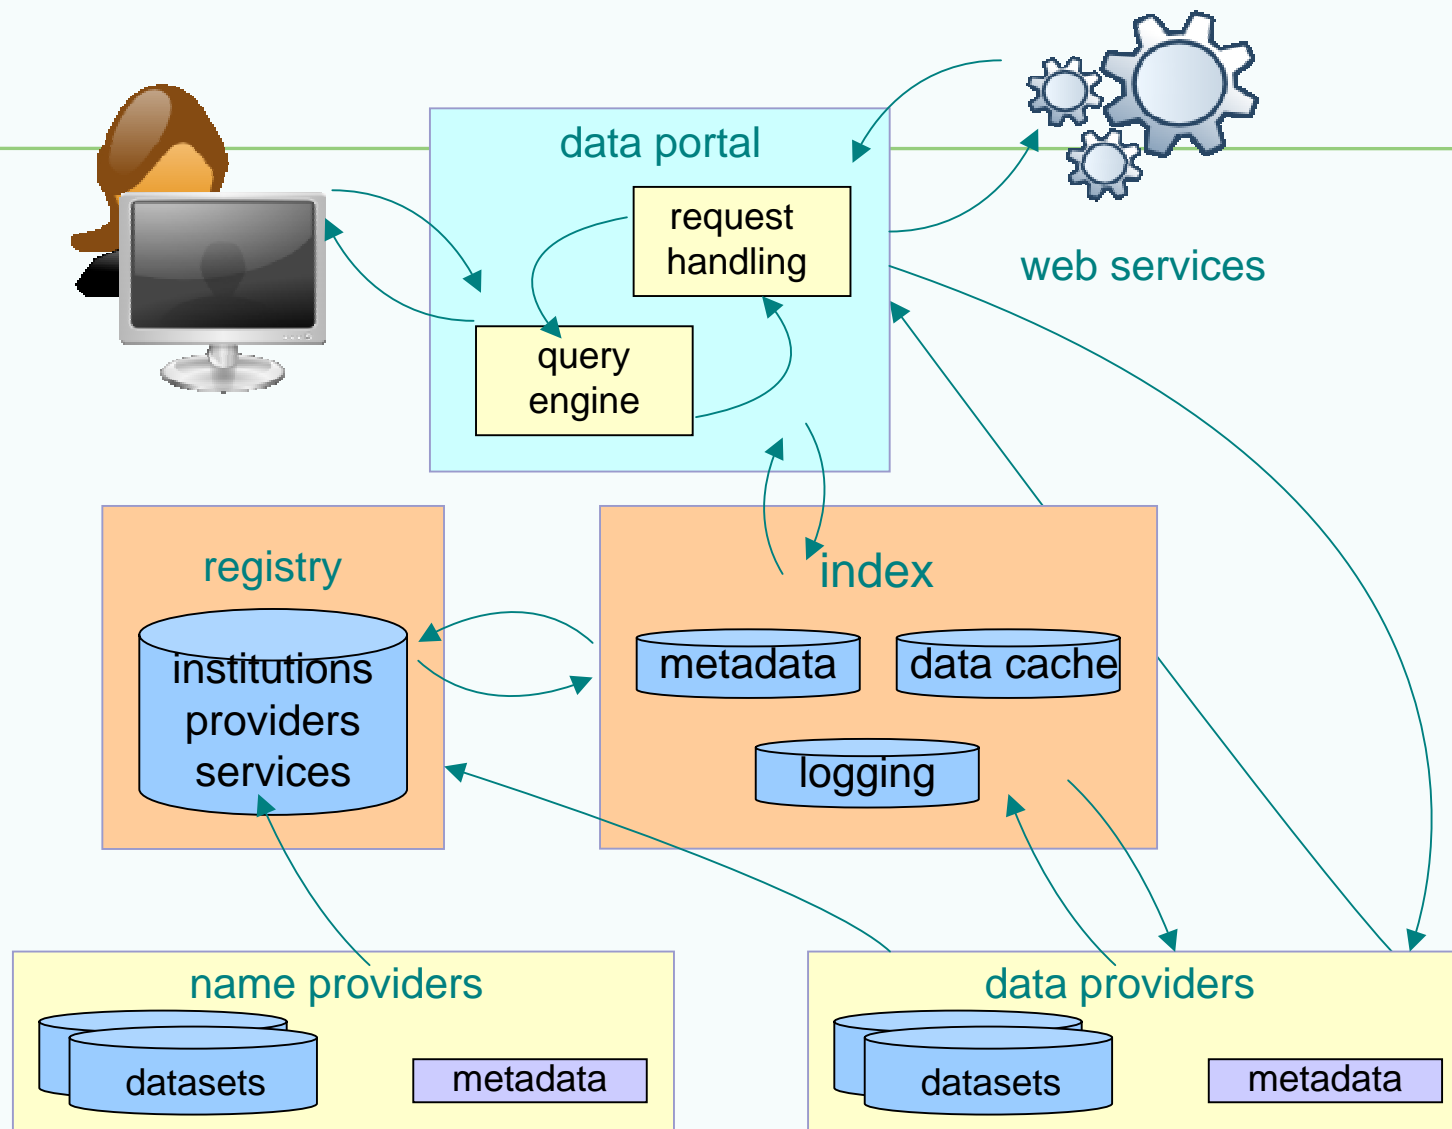 data portal
request
handling
web services
query
engine
registry
index
institutions
providers
services
metadata
data cache
logging
name providers
datasets
metadata
data providers
datasets
metadata